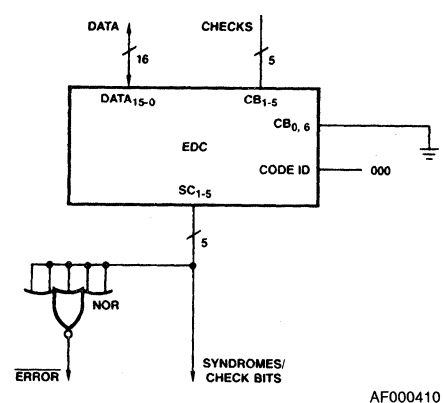 DATA
CHECKS
16
5
DATA15-0
CB1-5
CB0, 6
EDC
CODE ID
000
SC1-5
5
NOR
ERROR
SYNDROMES/
CHECK BITS
AF000410